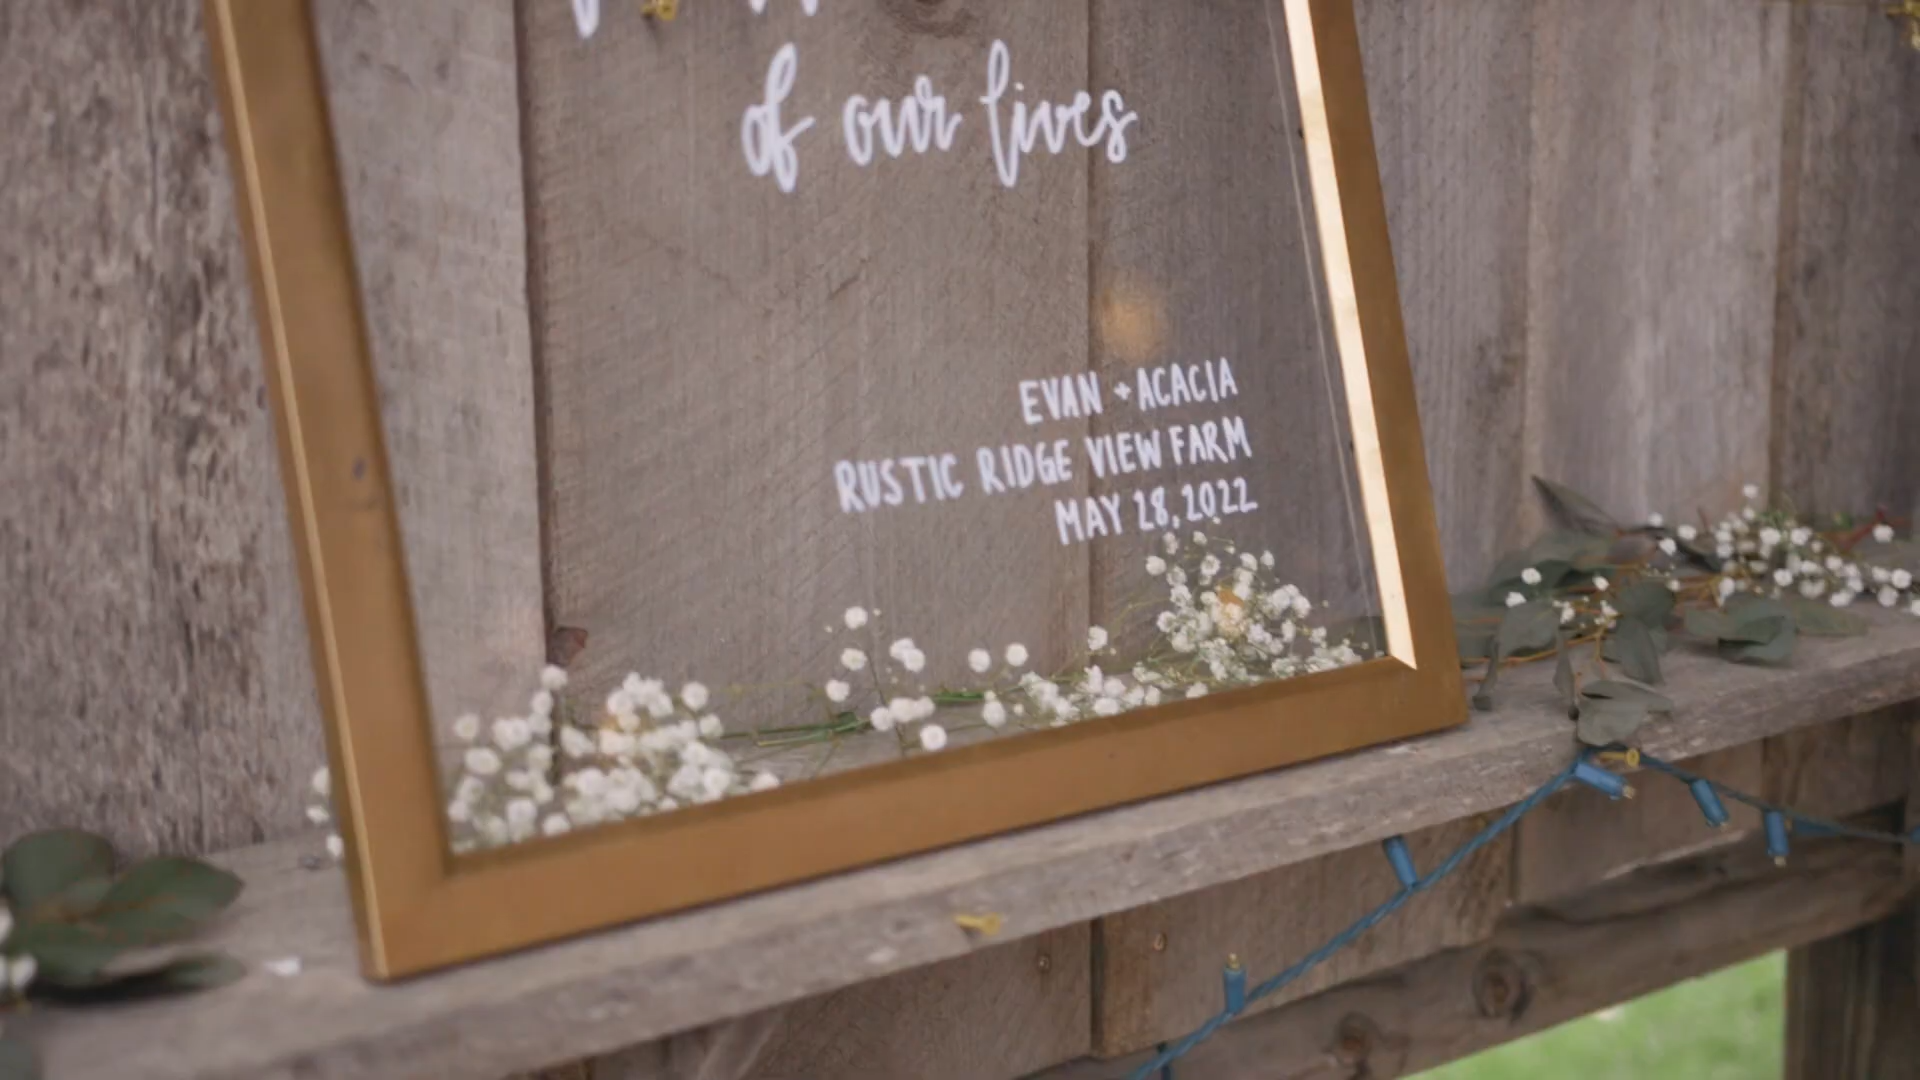 of our lives
EVAN + ACACIA
RUSTIC RIDGE VIEW FARM
MAY 28, 2022